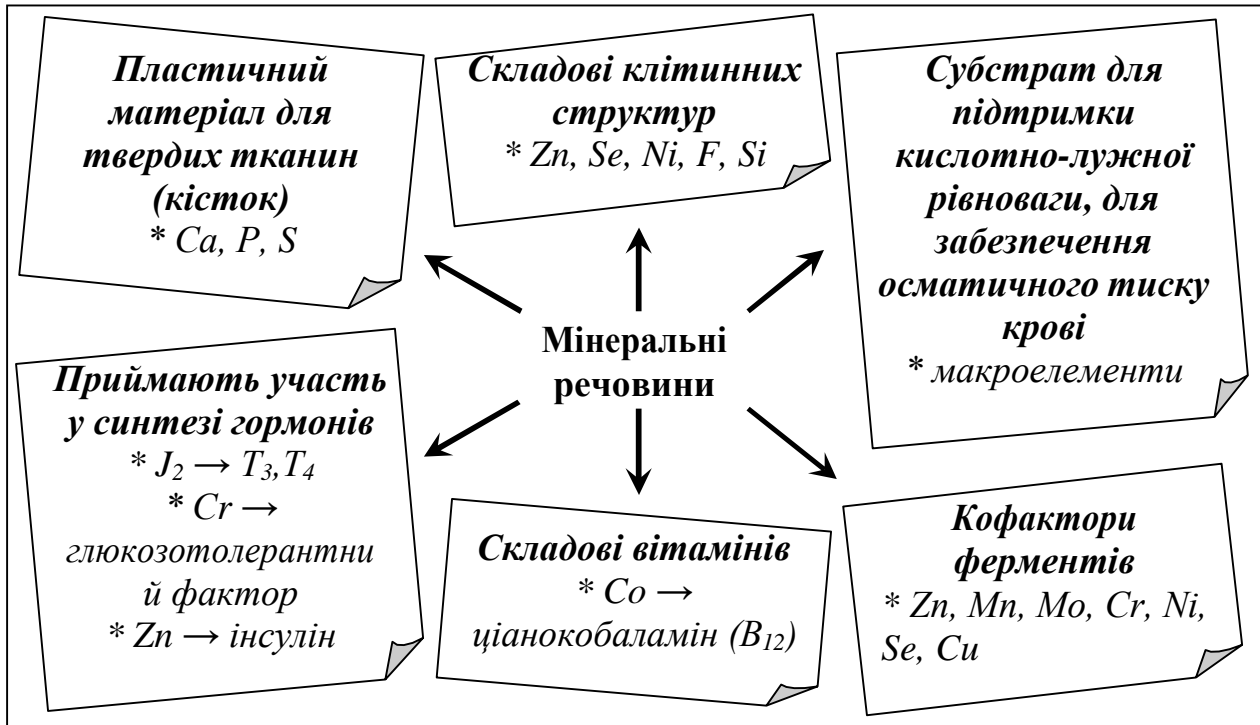 Пластичний
матеріал для
твердих тканин
(кісток)
* Ca, P, S
Складові клітинних
структур
* Zn, Se, Ni, F, Si
Субстрат для
підтримки
кислотно-лужної
рівноваги, для
забезпечення
осматичного тиску
крові
* макроелементи
Мінеральні
речовини
Приймають участь
у синтезі гормонів
* J₂ → T₃,T₄
* Cr →
глюкозотолерантни
й фактор
* Zn → інсулін
Складові вітамінів
* Co →
ціанокобаламін (B₁₂)
Кофактори
ферментів
* Zn, Mn, Mo, Cr, Ni,
Se, Cu